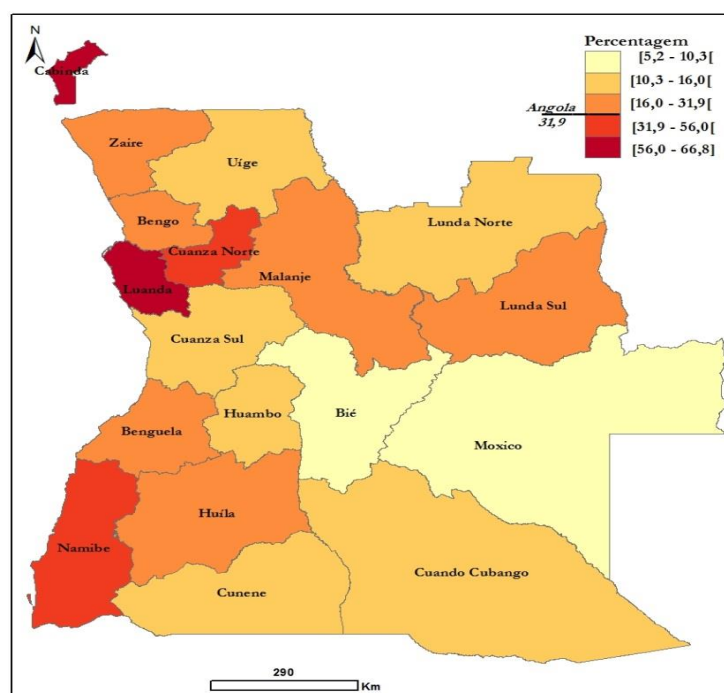 N
Cabinda
Percentagem
[5,2 - 10,3[
[10,3 - 16,0[
[16,0 - 31,9[
Angola
31,9
[31,9 - 56,0[
[56,0 - 66,8]
Zaire
Uíge
Bengo
Lunda Norte
Cuanza Norte
Malanje
Luanda
Lunda Sul
Cuanza Sul
Huambo
Bié
Benguela
Moxico
Huíla
Namibe
Cuando Cubango
Cunene
290
Km